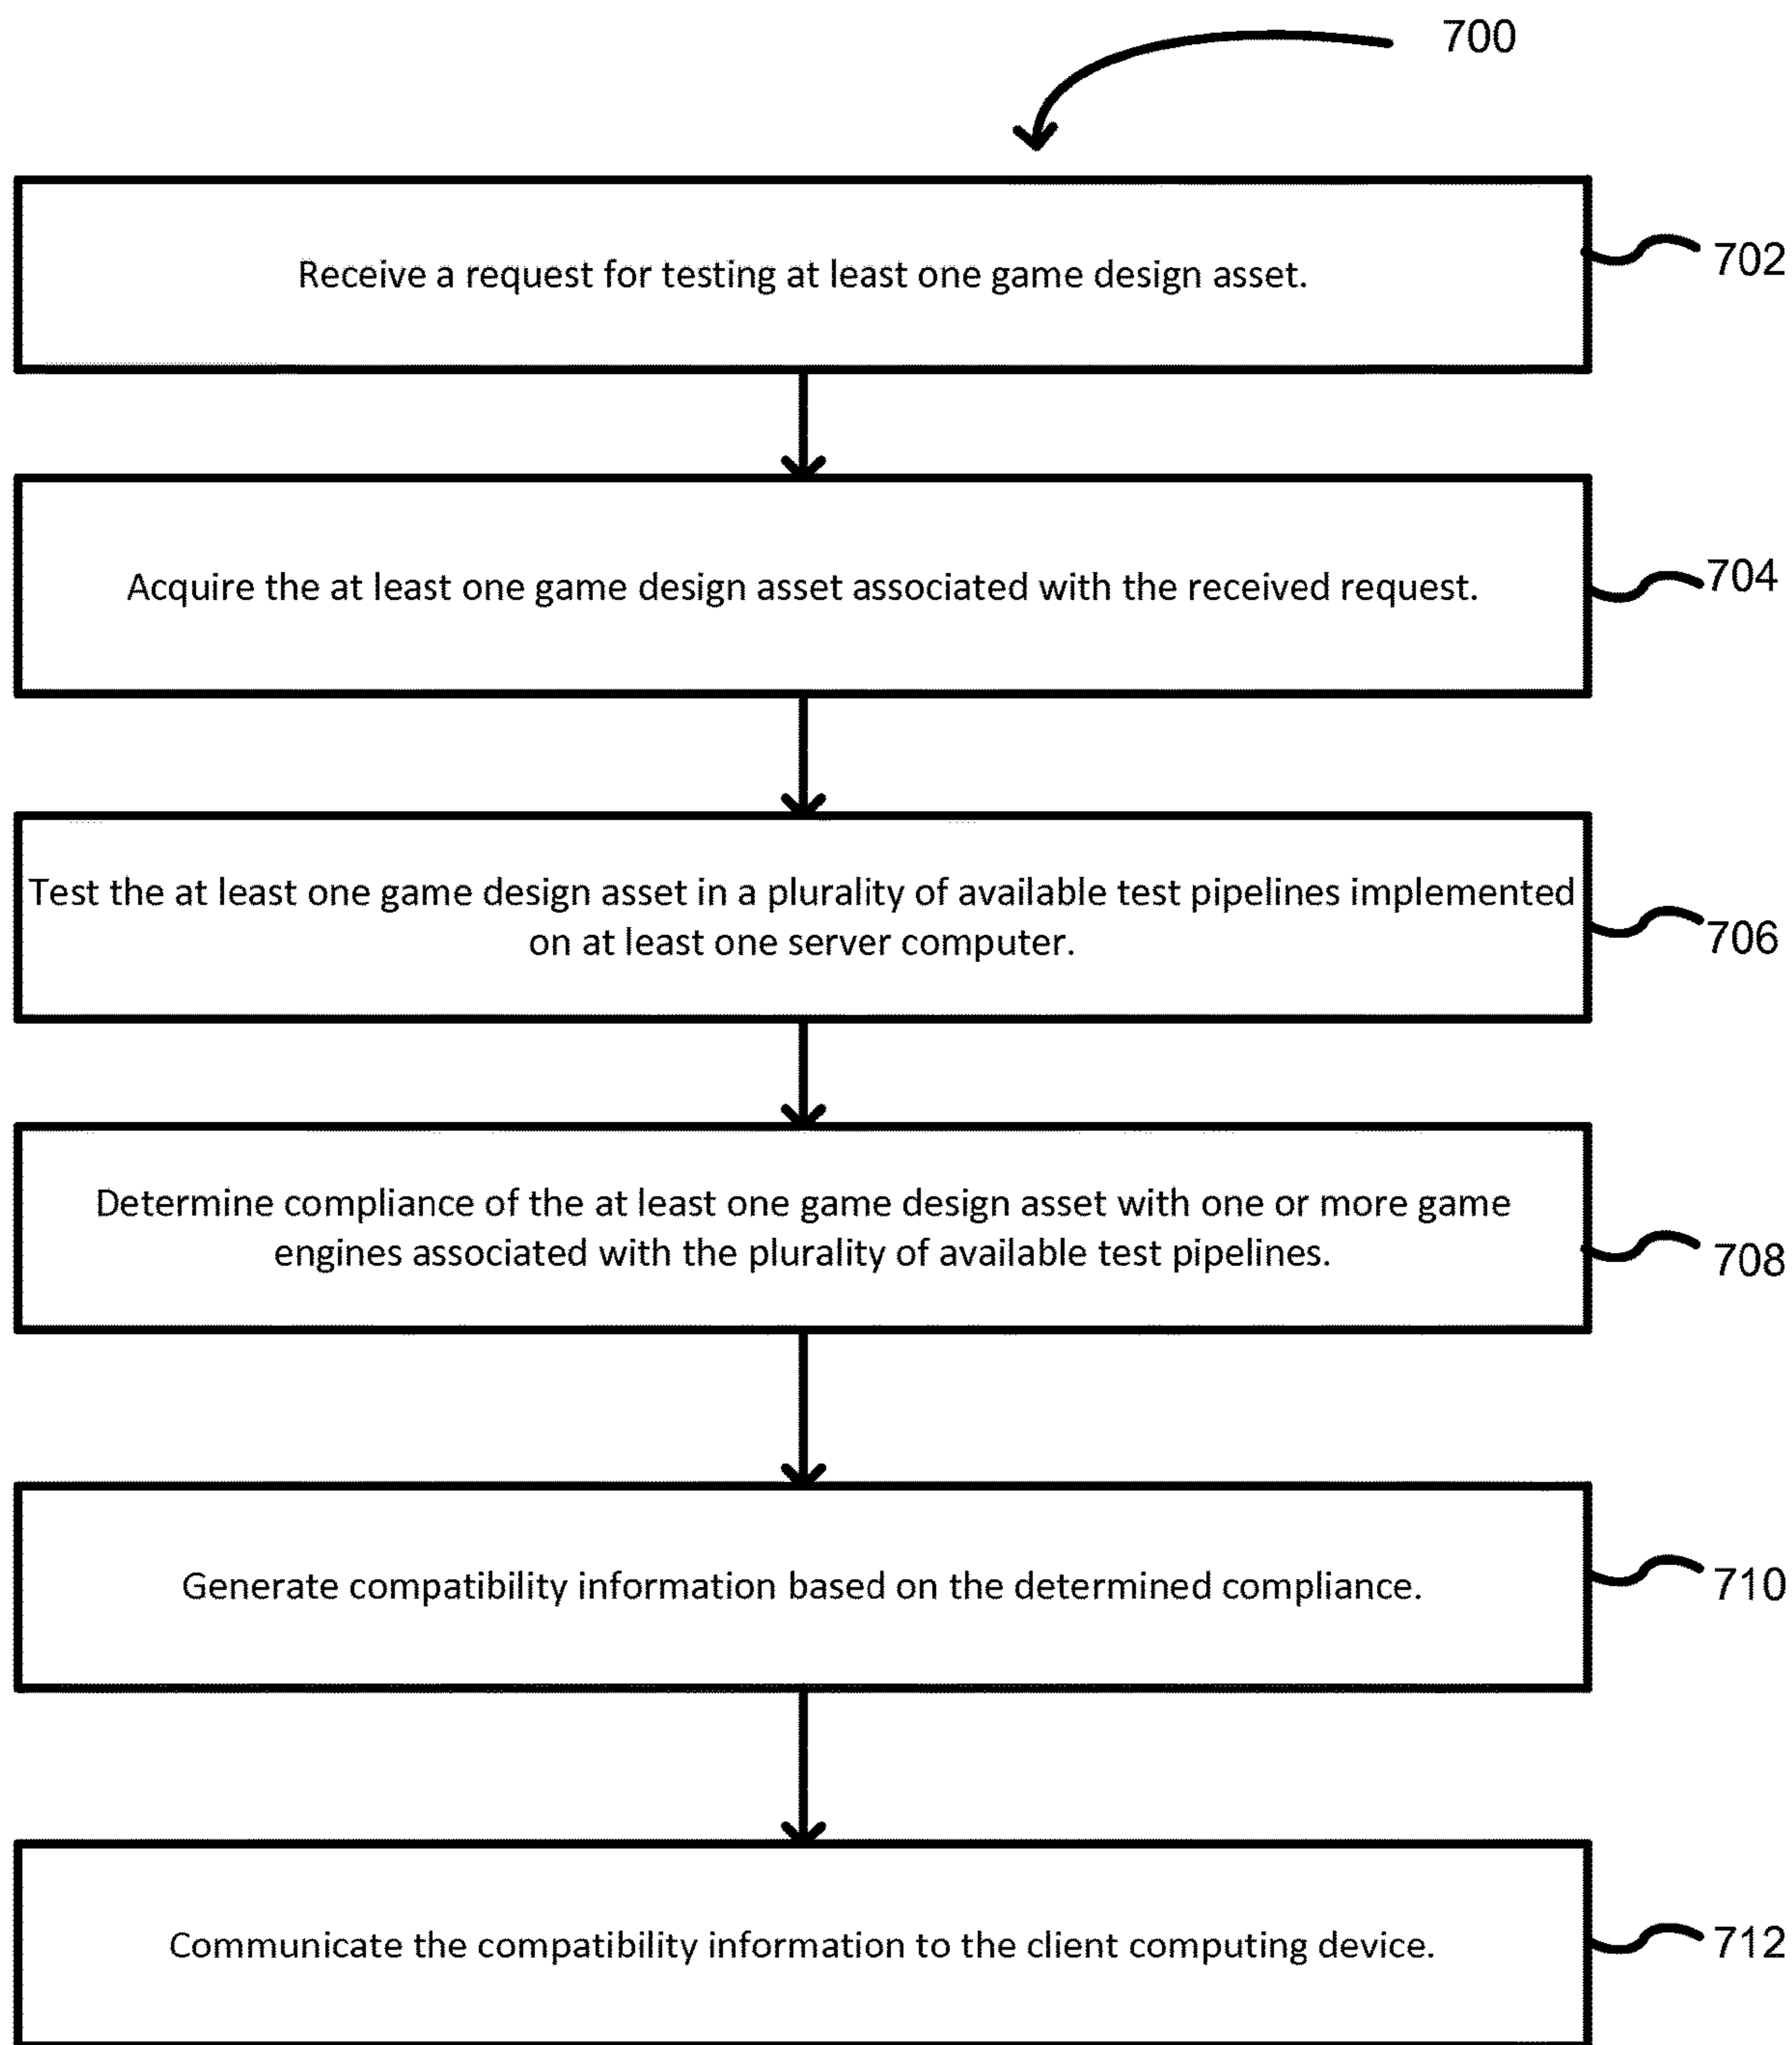 700
Receive a request for testing at least one game design asset.
702
Acquire the at least one game design asset associated with the received request.
704
Test the at least one game design asset in a plurality of available test pipelines implemented
on at least one server computer.
706
Determine compliance of the at least one game design asset with one or more game
engines associated with the plurality of available test pipelines.
708
Generate compatibility information based on the determined compliance.
710
Communicate the compatibility information to the client computing device.
712